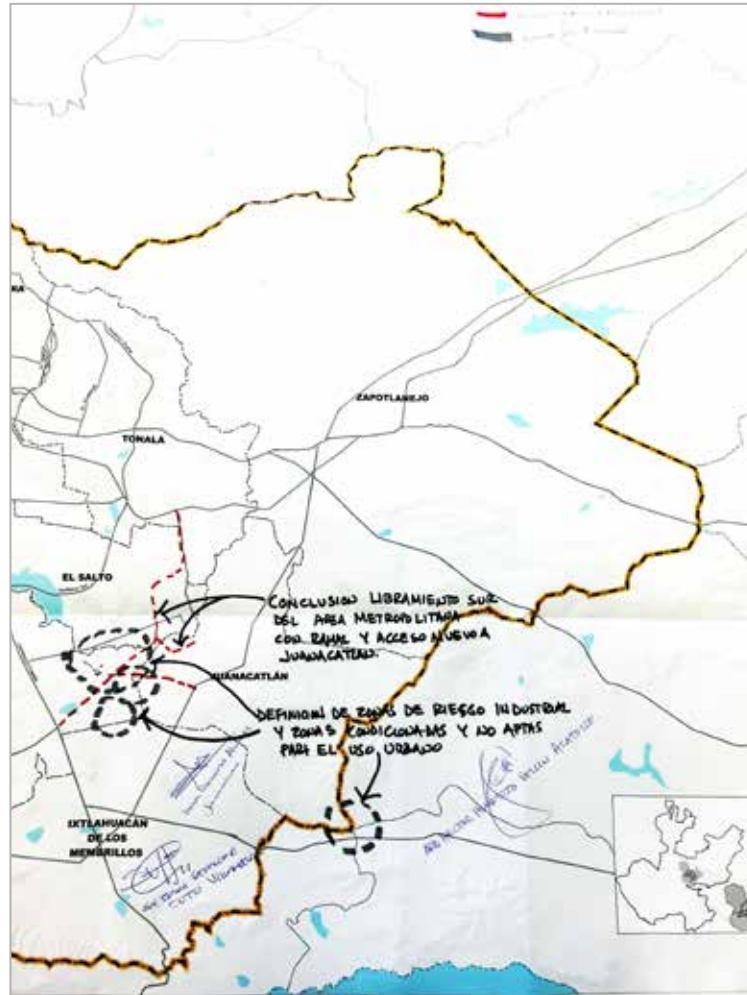 ZAPOTLANEJO
TONALA
EL SALTO
CONCLUSION LIBRAMIENTO SUR
DEL AREA METROPOLITANA
CON RAMAL Y ACCESO NUEVO A
JUANACATLAN.
JUANACATLÁN
DEFINICION DE ZONAS DE RIESGO INDUSTRIAL
Y ZONAS CONDICIONADAS Y NO APTAS
PARA EL USO URBANO
IXTLAHUACÁN
DE LOS
MEMBRILLOS